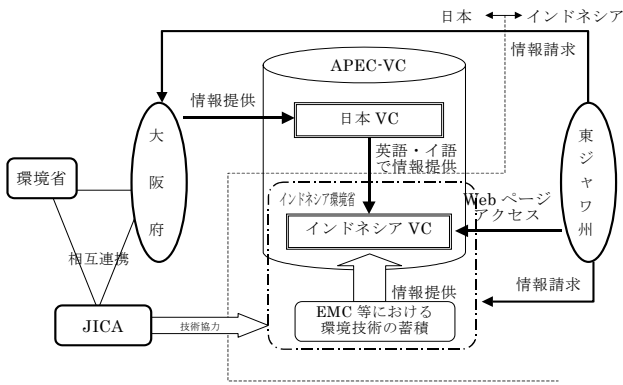 日本 インドネシア
情報請求
APEC-VC
情報提供
日本 VC
大阪府
東ジャワ州
英語・イ語
で情報提供
環境省
インドネシア環境省
Web ページ
アクセス
インドネシア VC
相互連携
情報提供
情報請求
EMC 等における
環境技術の蓄積
JICA
技術協力